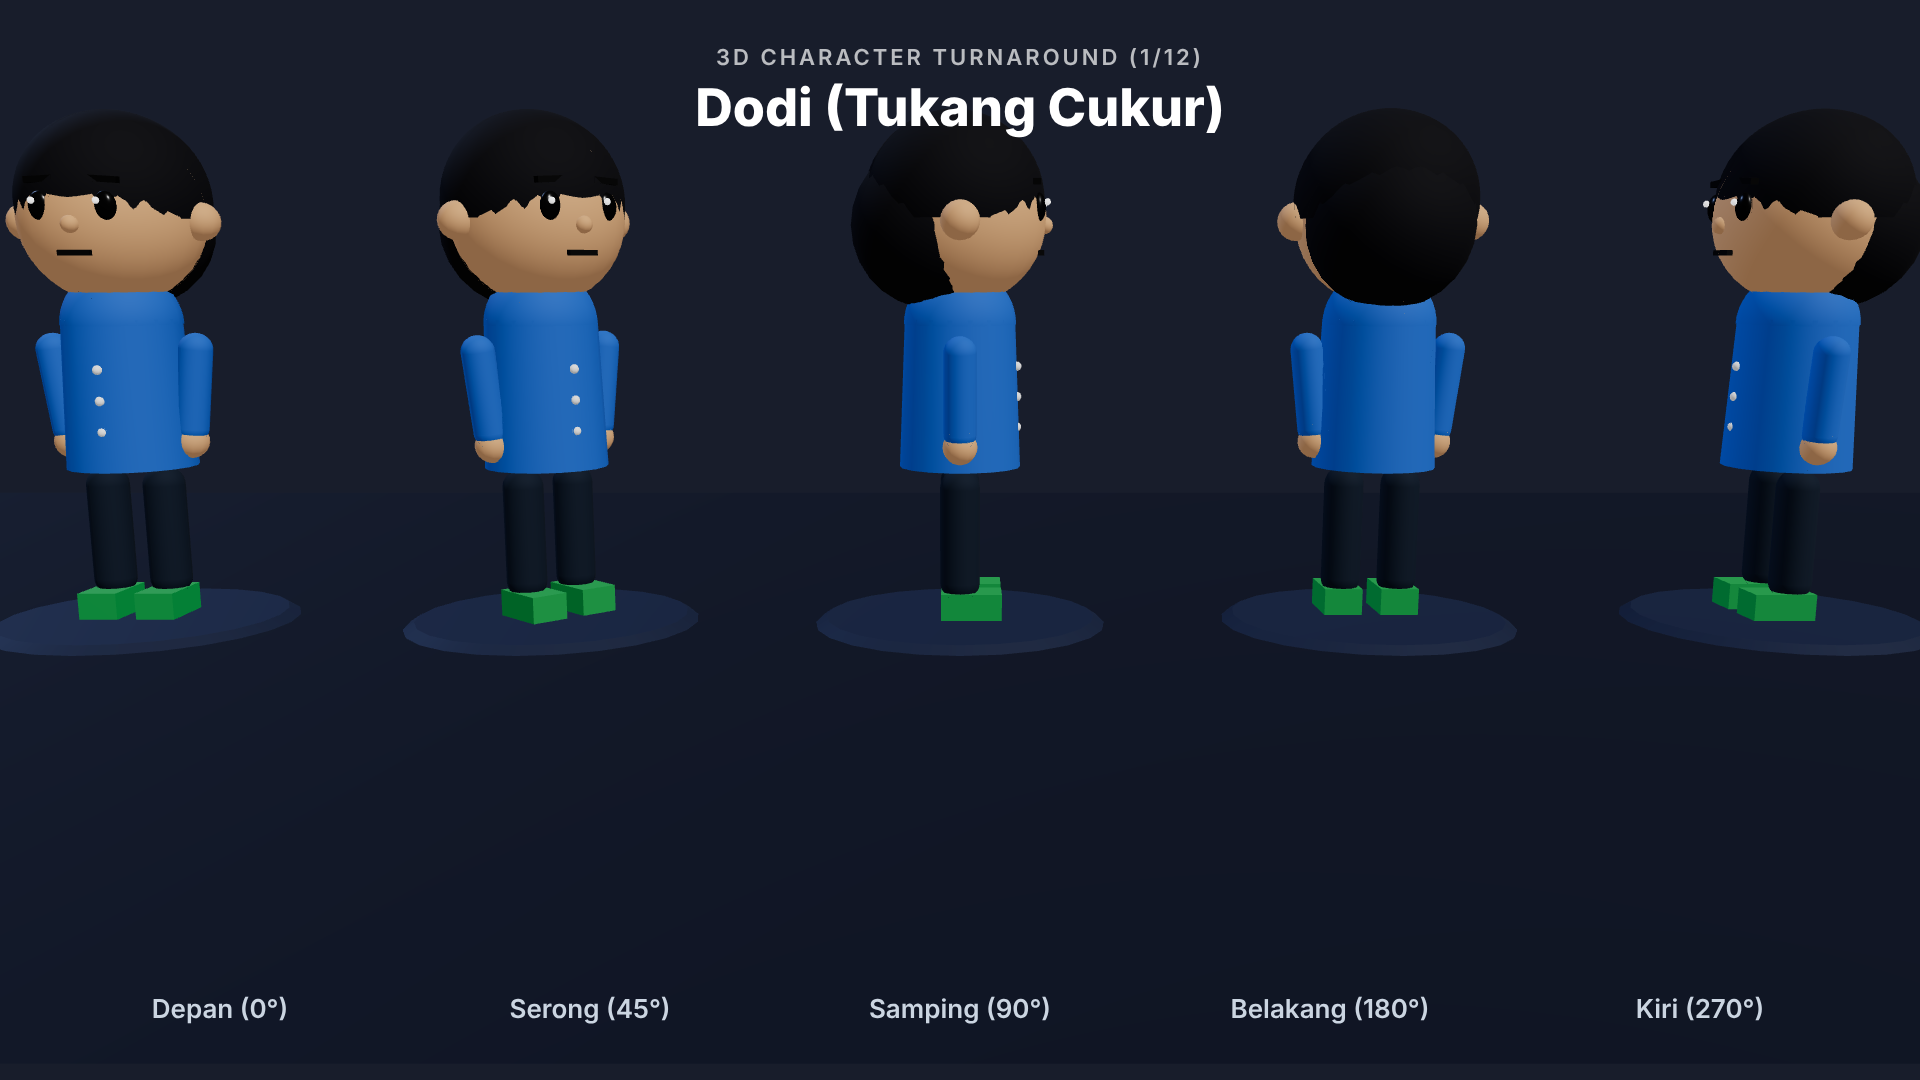 3D CHARACTER TURNAROUND (1/12)
Dodi (Tukang Cukur)
Depan (0°)
Serong (45°)
Samping (90°)
Belakang (180°)
Kiri (270°)